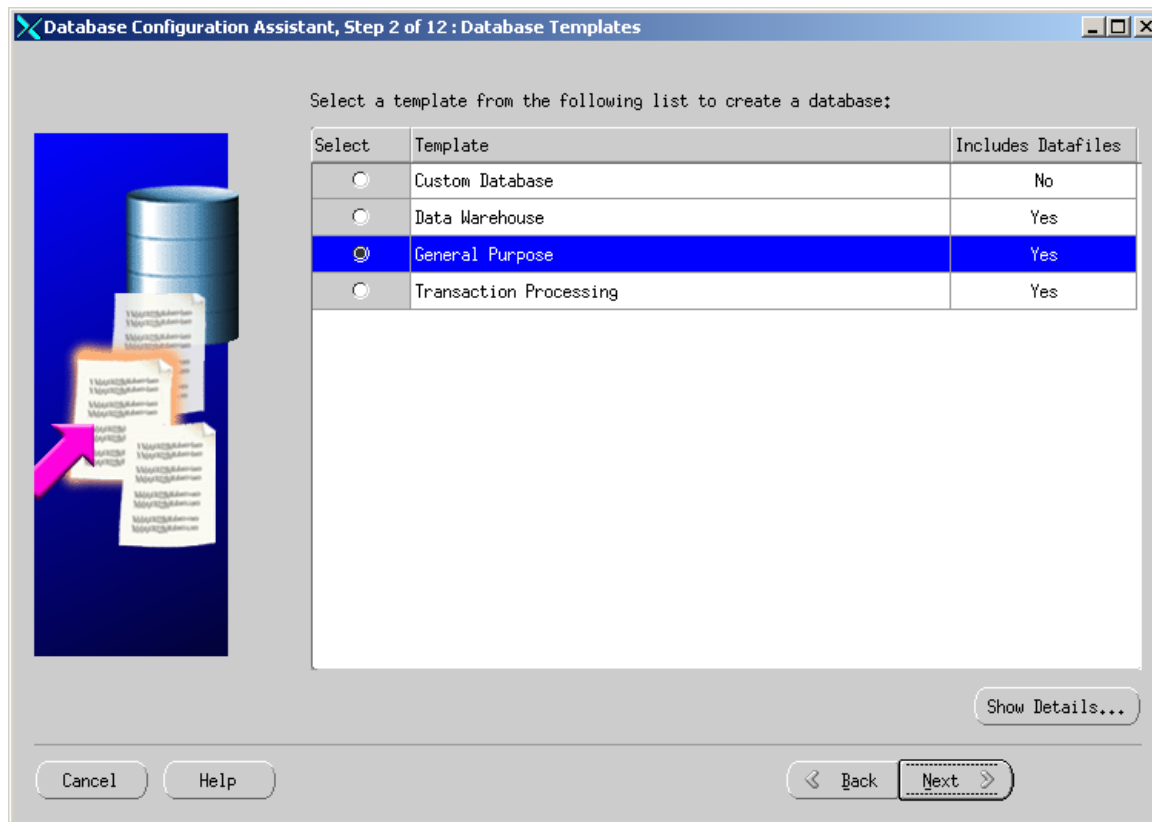 Database Configuration Assistant, Step 2 of 12 : Database Templates
Select a template from the following list to create a database:
Select Template Includes Datafiles
Custom Database No
Data Warehouse Yes
General Purpose Yes
Transaction Processing Yes
Show Details...
Cancel Help Back Next